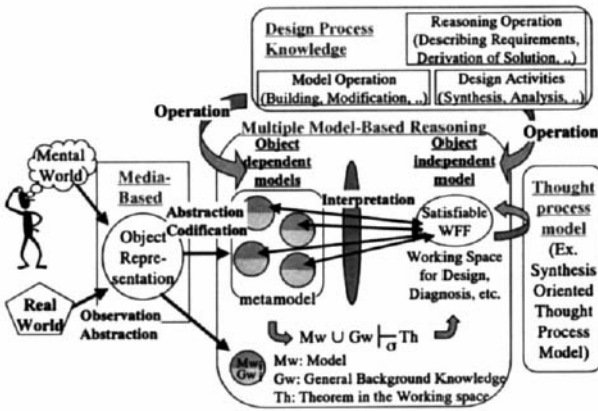 Design Process
Knowledge
Reasoning Operation
(Describing Requirements,
Derivation of Solution, ..)
Model Operation
(Building, Modification, ..)
Design Activities
(Synthesis, Analysis, ..)
Operation
Operation
Multiple Model-Based Reasoning
Mental
World
Media-
Based
Object
Repre-
sentation
Real
World
Observation
Abstraction
Abstraction
Codification
Object
dependent
models
Interpretation
Object
independent
model
Satisfiable
WFF
metamodel
Working Space
for Design,
Diagnosis, etc.
Thought
process
model
(Ex.
Synthesis
Oriented
Thought
Process
Model)
Mw ∪ Gw ⊢σ Th
Mw
Gw
Mw: Model
Gw: General Background Knowledge
Th: Theorem in the Working space